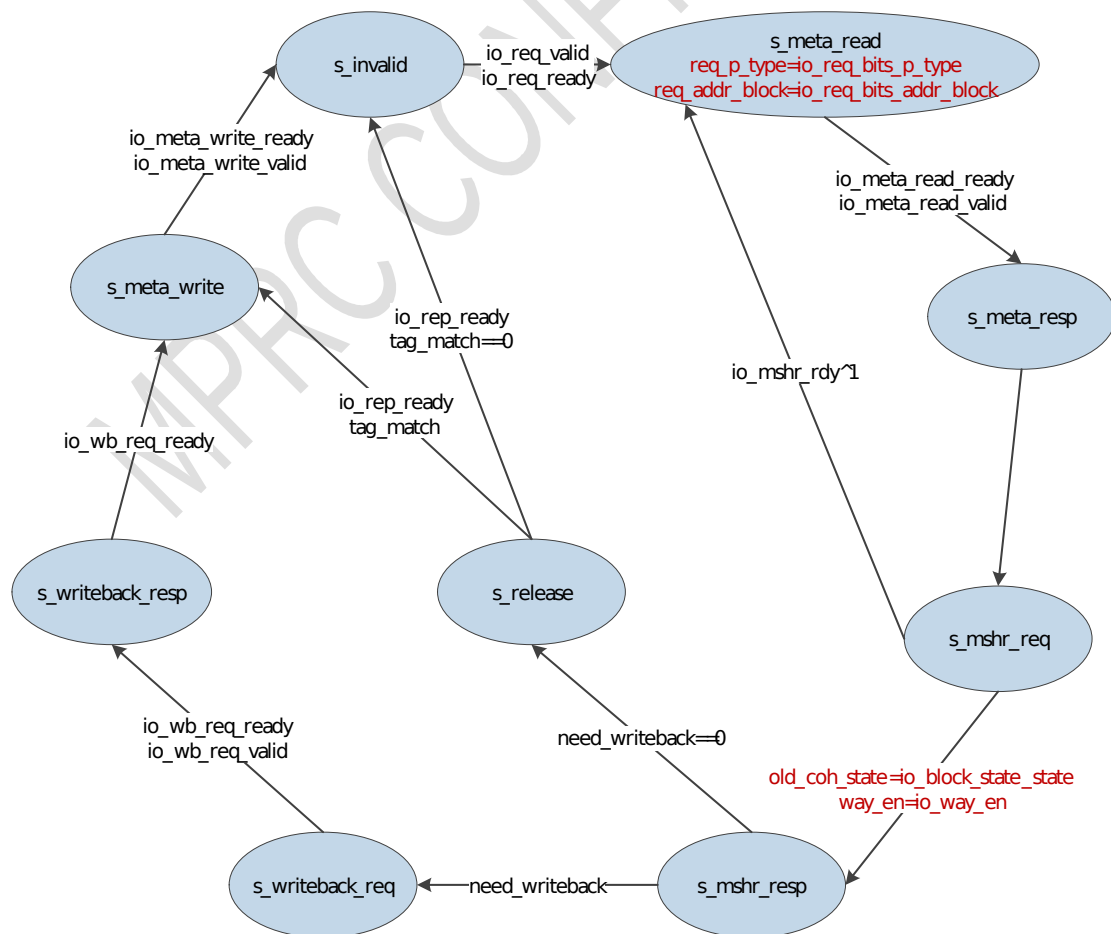 s_invalid
io_req_valid
io_req_ready
s_meta_read
req_p_type=io_req_bits_p_type
req_addr_block=io_req_bits_addr_block
io_meta_write_ready
io_meta_write_valid
io_meta_read_ready
io_meta_read_valid
s_meta_write
s_meta_resp
io_rep_ready
tag_match==0
io_mshr_rdy^1
io_rep_ready
tag_match
io_wb_req_ready
s_writeback_resp
s_release
s_mshr_req
io_wb_req_ready
io_wb_req_valid
need_writeback==0
old_coh_state=io_block_state_state
way_en=io_way_en
s_writeback_req
need_writeback
s_mshr_resp
MPRC